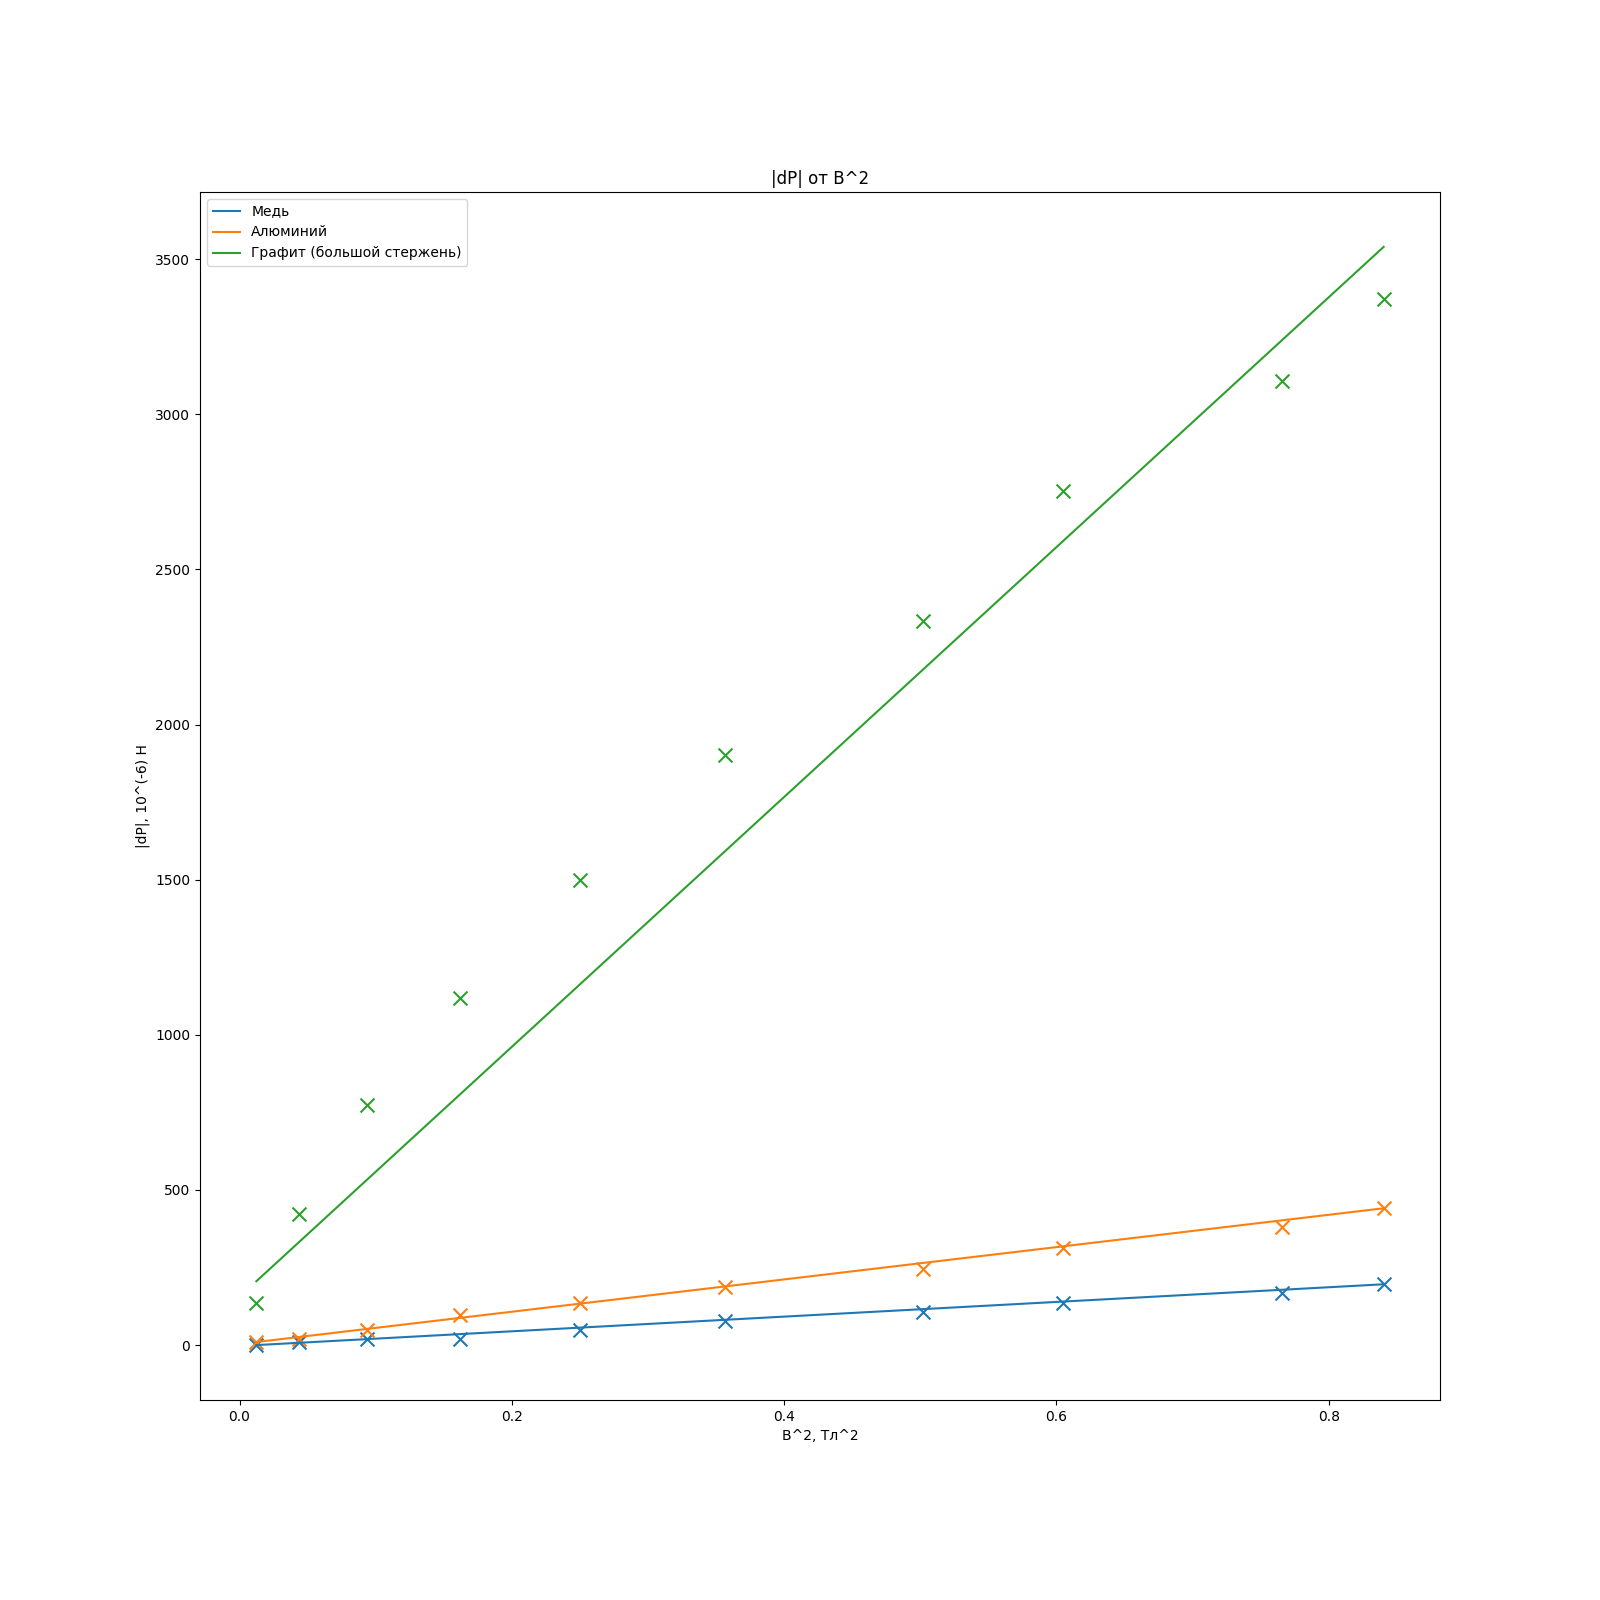 |dP| от B^2
Медь
Алюминий
Графит (большой стержень)
3500
3000
2500
2000
1500
1000
500
0
|dP|, 10^(-6) Н
0.0 0.2 0.4 0.6 0.8
B^2, Тл^2